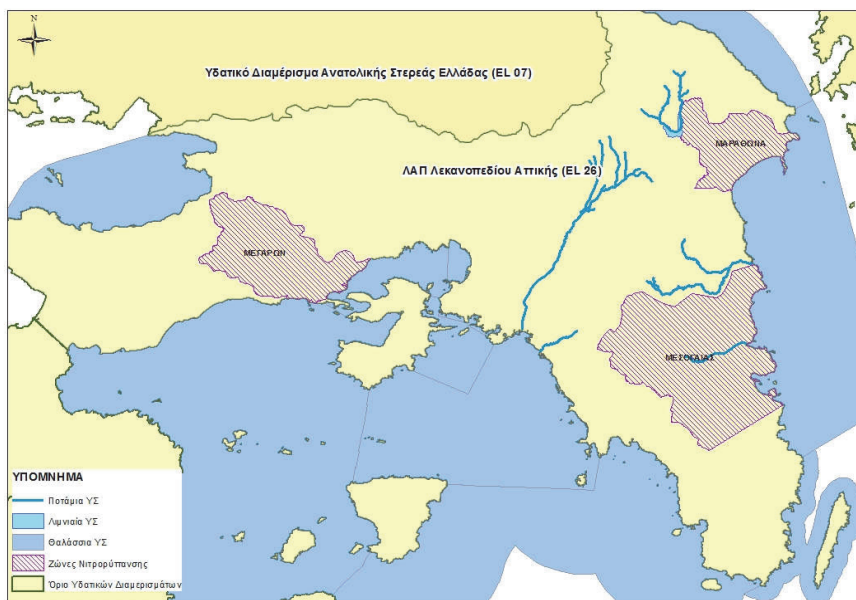 N
Υδατικό Διαμέρισμα Ανατολικής Στερεάς Ελλάδας (EL 07)
ΜΑΡΑΘΩΝΑ
ΛΑΠ Λεκανοπεδίου Αττικής (EL 26)
ΜΕΓΑΡΩΝ
ΜΕΣΟΓΑΙΑΣ
ΥΠΟΜΝΗΜΑ
Ποτάμια ΥΣ
Λιμναία ΥΣ
Θαλάσσια ΥΣ
Ζώνες Νιτρορύπανσης
Όρια Υδατικών Διαμερισμάτων